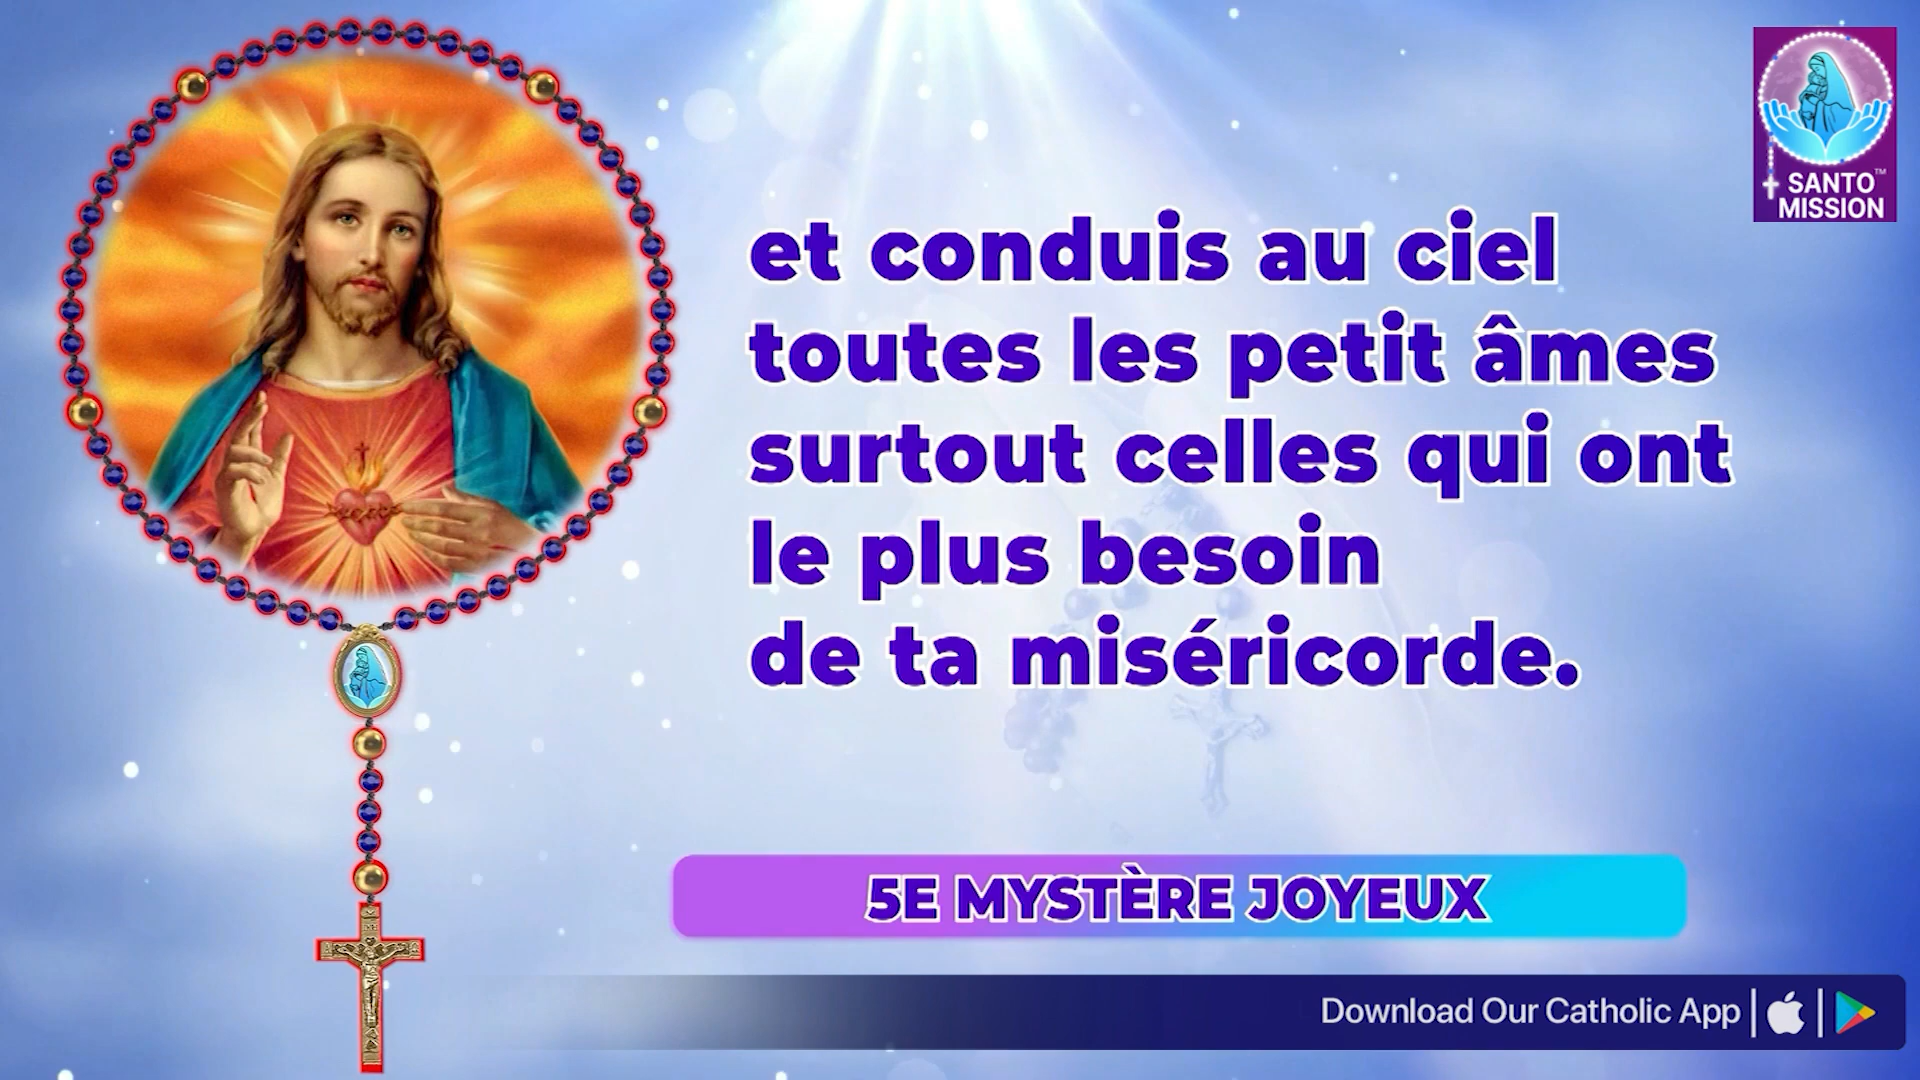 SANTO™
MISSION
et conduis au ciel
toutes les petit âmes
surtout celles qui ont
le plus besoin
de ta miséricorde.
5E MYSTÈRE JOYEUX
Download Our Catholic App